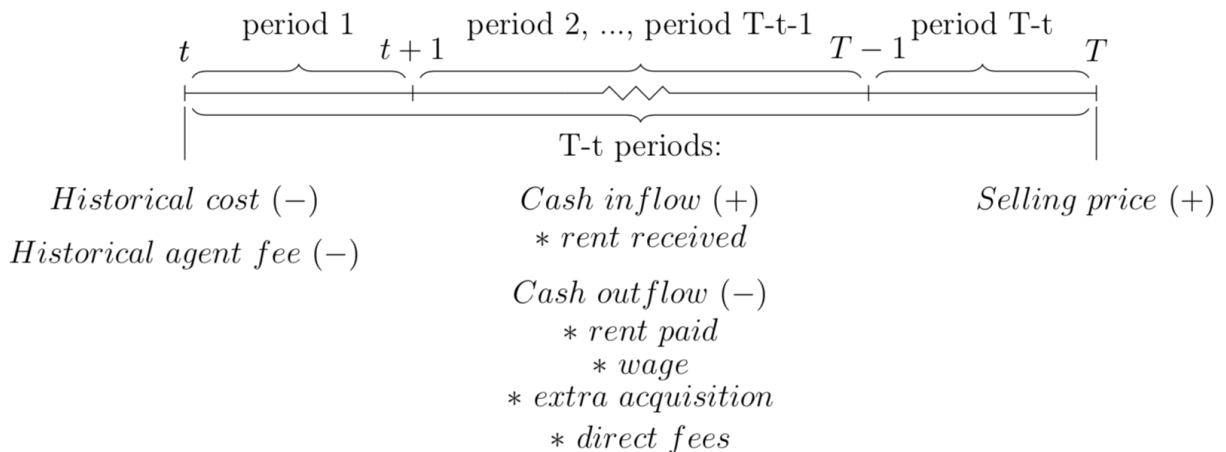 period 1 period 2, ..., period T-t-1 period T-t
t t + 1 T − 1 T
T-t periods:
Historical cost (−) Cash inflow (+) Selling price (+)
∗ rent received
Historical agent fee (−)
Cash outflow (−)
∗ rent paid
∗ wage
∗ extra acquisition
∗ direct fees